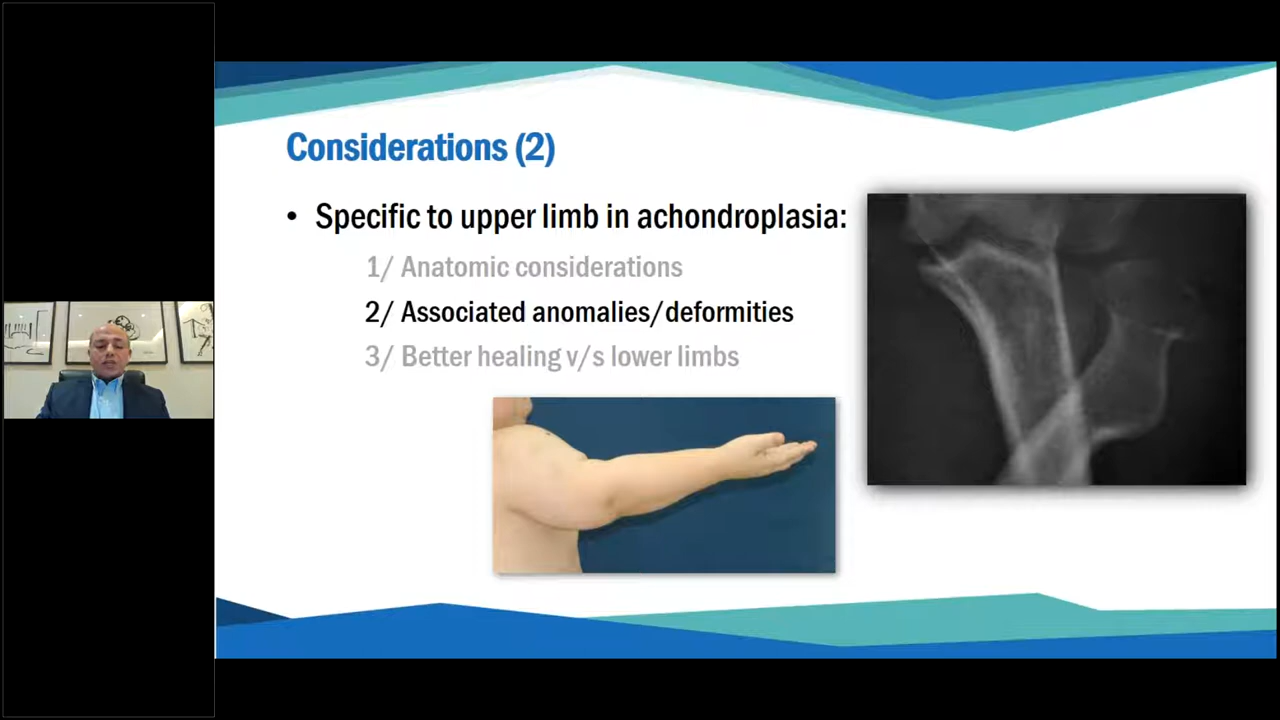 Considerations (2)
• Specific to upper limb in achondroplasia:
1/ Anatomic considerations
2/ Associated anomalies/deformities
3/ Better healing v/s lower limbs